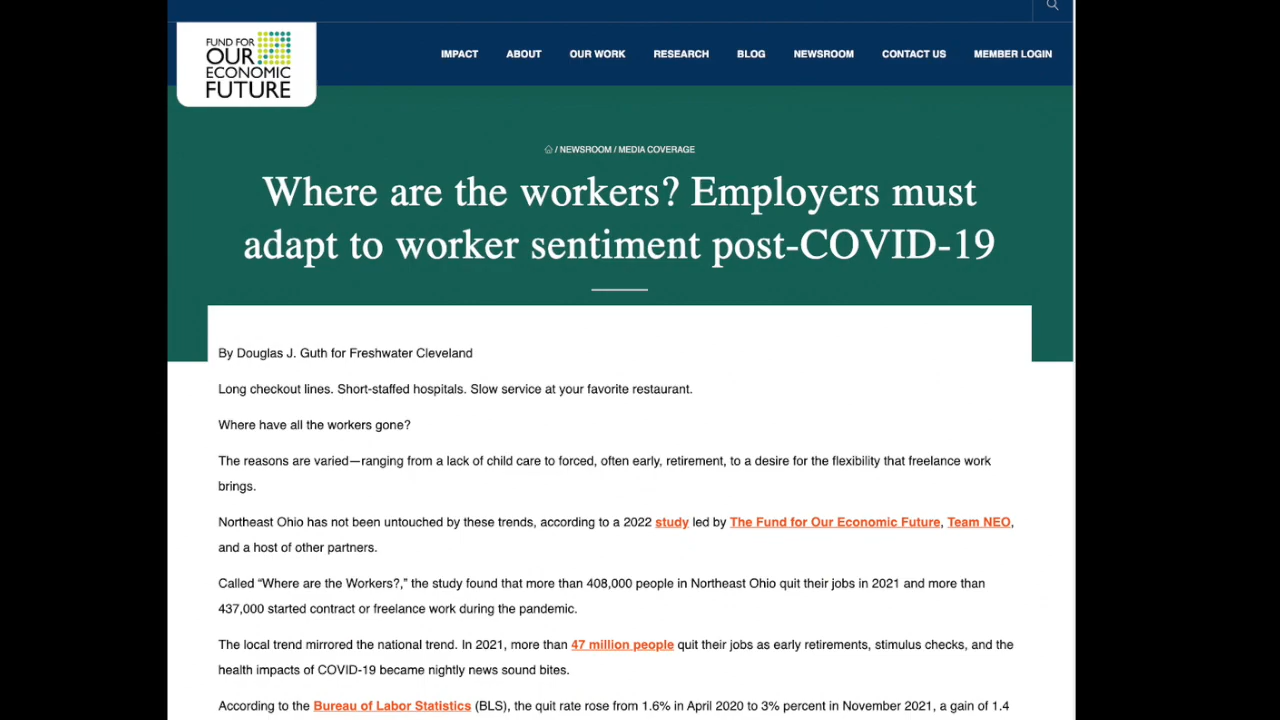 FUND FOR
OUR
ECONOMIC
FUTURE
IMPACT ABOUT OUR WORK RESEARCH BLOG NEWSROOM CONTACT US MEMBER LOGIN
/ NEWSROOM / MEDIA COVERAGE
Where are the workers? Employers must
adapt to worker sentiment post-COVID-19
By Douglas J. Guth for Freshwater Cleveland
Long checkout lines. Short-staffed hospitals. Slow service at your favorite restaurant.
Where have all the workers gone?
The reasons are varied—ranging from a lack of child care to forced, often early, retirement, to a desire for the flexibility that freelance work
brings.
Northeast Ohio has not been untouched by these trends, according to a 2022 study led by The Fund for Our Economic Future, Team NEO,
and a host of other partners.
Called “Where are the Workers?,” the study found that more than 408,000 people in Northeast Ohio quit their jobs in 2021 and more than
437,000 started contract or freelance work during the pandemic.
The local trend mirrored the national trend. In 2021, more than 47 million people quit their jobs as early retirements, stimulus checks, and the
health impacts of COVID-19 became nightly news sound bites.
According to the Bureau of Labor Statistics (BLS), the quit rate rose from 1.6% in April 2020 to 3% percent in November 2021, a gain of 1.4